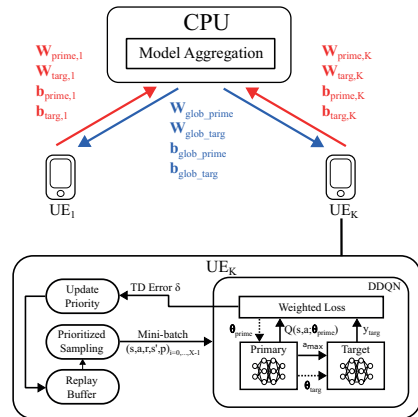 CPU
Model Aggregation
W_prime,1
W_targ,1
b_prime,1
b_targ,1
W_glob_prime
W_glob_targ
b_glob_prime
b_glob_targ
W_prime,K
W_targ,K
b_prime,K
b_targ,K
UE_1
UE_K
UE_K
DDQN
Update
Priority
TD Error δ
Weighted Loss
θ_prime
Q(s,a;θ_prime)
y_targ
Prioritized
Sampling
Mini-batch
(s,a,r,s',p)_i=0,...,X-1
Primary
a_max
Target
θ_targ
Replay
Buffer